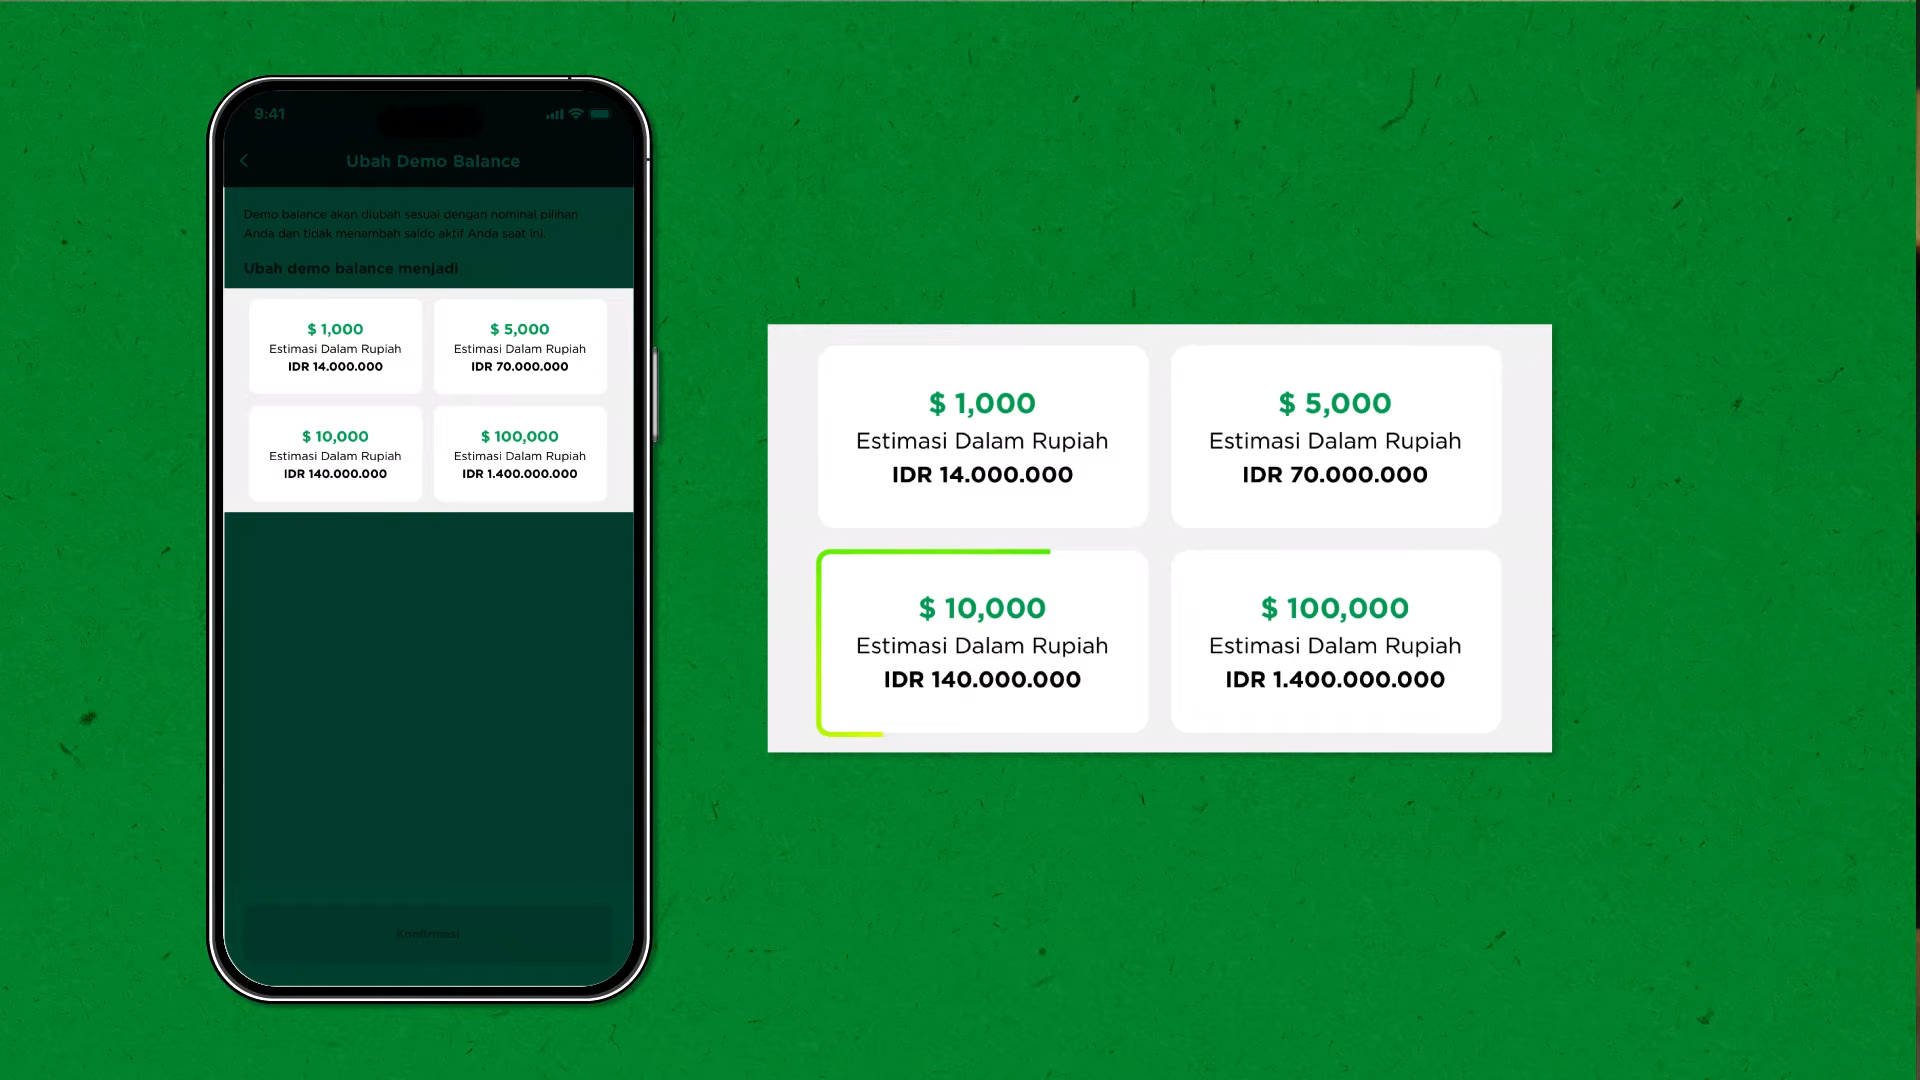 9:41
Ubah Demo Balance
Demo balance akan diubah sesuai dengan nominal pilihan
Anda dan tidak menambah saldo aktif Anda saat ini.
Ubah demo balance menjadi
$ 1,000
Estimasi Dalam Rupiah
IDR 14.000.000
$ 5,000
Estimasi Dalam Rupiah
IDR 70.000.000
$ 10,000
Estimasi Dalam Rupiah
IDR 140.000.000
$ 100,000
Estimasi Dalam Rupiah
IDR 1.400.000.000
Konfirmasi
$ 1,000
Estimasi Dalam Rupiah
IDR 14.000.000
$ 5,000
Estimasi Dalam Rupiah
IDR 70.000.000
$ 10,000
Estimasi Dalam Rupiah
IDR 140.000.000
$ 100,000
Estimasi Dalam Rupiah
IDR 1.400.000.000